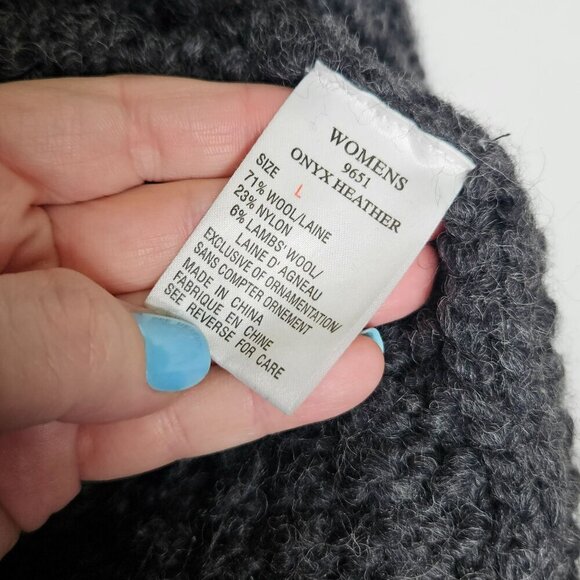 WOMENS
9651
ONYX HEATHER
SIZE L
71% WOOL/LAINE
23% NYLON
6% LAMBS' WOOL/
LAINE D' AGNEAU
EXCLUSIVE OF ORNAMENTATION/
SANS COMPTER ORNEMENT
MADE IN CHINA
FABRIQUE EN CHINE
SEE REVERSE FOR CARE